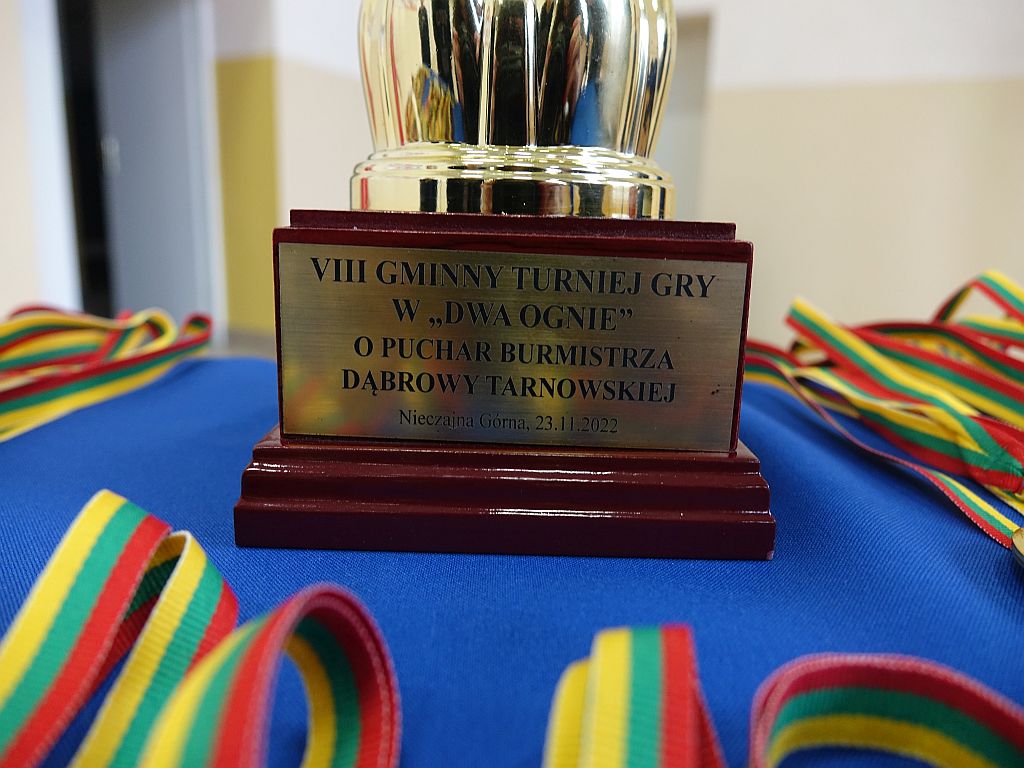 VIII GMINNY TURNIEJ GRY
W „DWA OGNIE”
O PUCHAR BURMISTRZA
DĄBROWY TARNOWSKIEJ
Nieczajna Górna, 23.11.2022